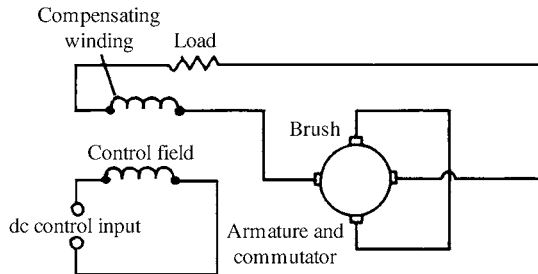 Compensating
winding
Load
Brush
Control field
dc control input
Armature and
commutator